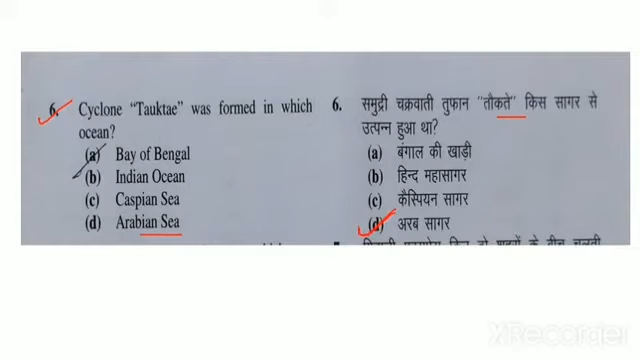 6. Cyclone “Tauktae” was formed in which
ocean?
(a) Bay of Bengal
(b) Indian Ocean
(c) Caspian Sea
(d) Arabian Sea
6. समुद्री चक्रवाती तुफान “तौकते” किस सागर से
उत्पन्न हुआ था?
(a) बंगाल की खाड़ी
(b) हिन्द महासागर
(c) कैस्पियन सागर
(d) अरब सागर
XRecorder